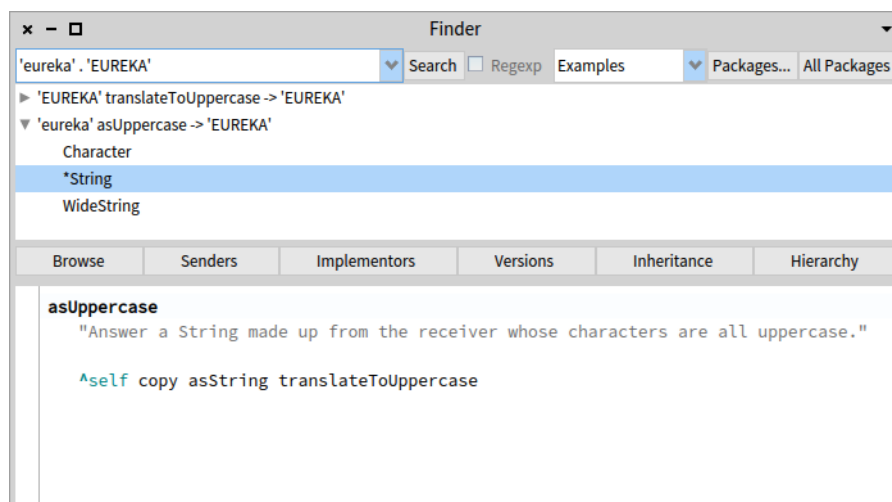 Finder
'eureka' . 'EUREKA' Search Regexp Examples Packages... All Packages
'EUREKA' translateToUppercase -> 'EUREKA'
'eureka' asUppercase -> 'EUREKA'
Character
*String
WideString
Browse Senders Implementors Versions Inheritance Hierarchy
asUppercase
"Answer a String made up from the receiver whose characters are all uppercase."
^self copy asString translateToUppercase